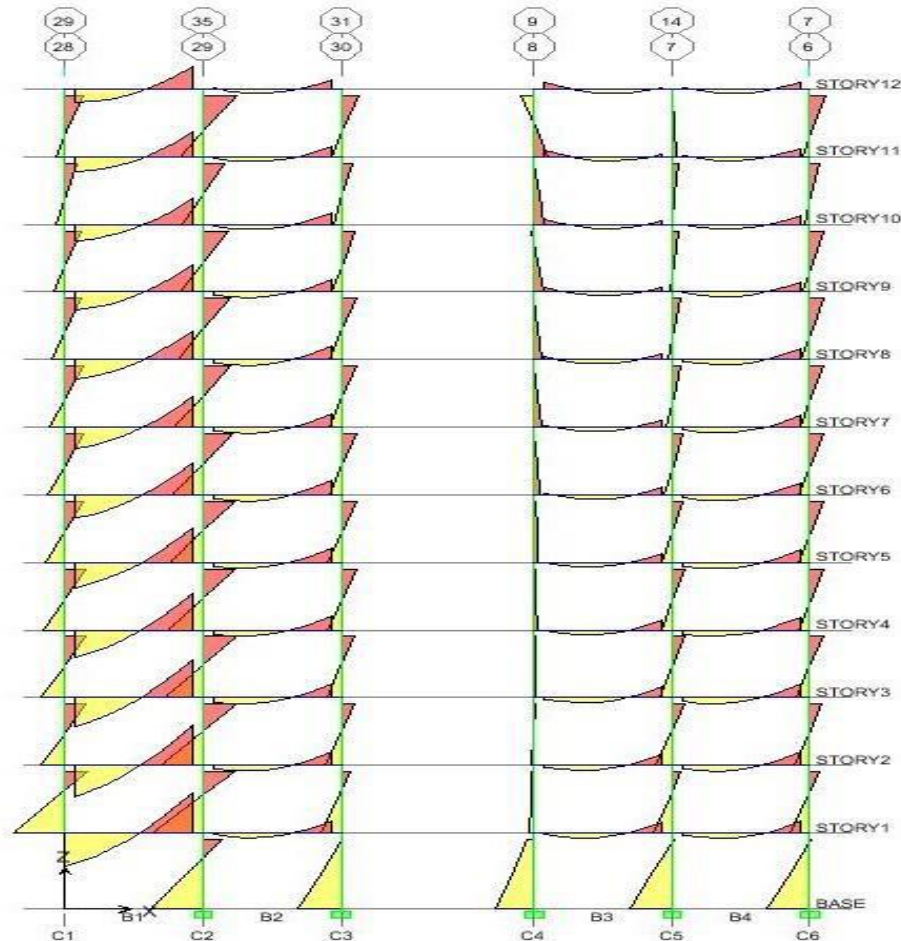 29 35 31 9 14 7
28 29 30 8 7 6
STORY12
STORY11
STORY10
STORY9
STORY8
STORY7
STORY6
STORY5
STORY4
STORY3
STORY2
STORY1
Z
BASE
B1 X B2 B3 B4
C1 C2 C3 C4 C5 C6